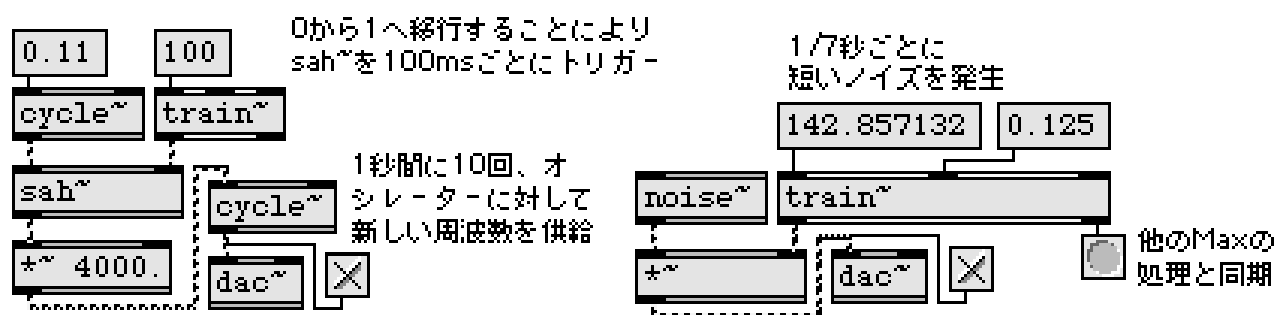 0.11
100
0から1へ移行することにより
sah~を100msごとにトリガー
cycle~
train~
sah~
*~ 4000.
cycle~
dac~
1秒間に10回、オ
シレーターに対して
新しい周波数を供給
1/7秒ごとに
短いノイズを発生
142.857132
0.125
noise~
train~
*~
dac~
他のMaxの
処理と同期